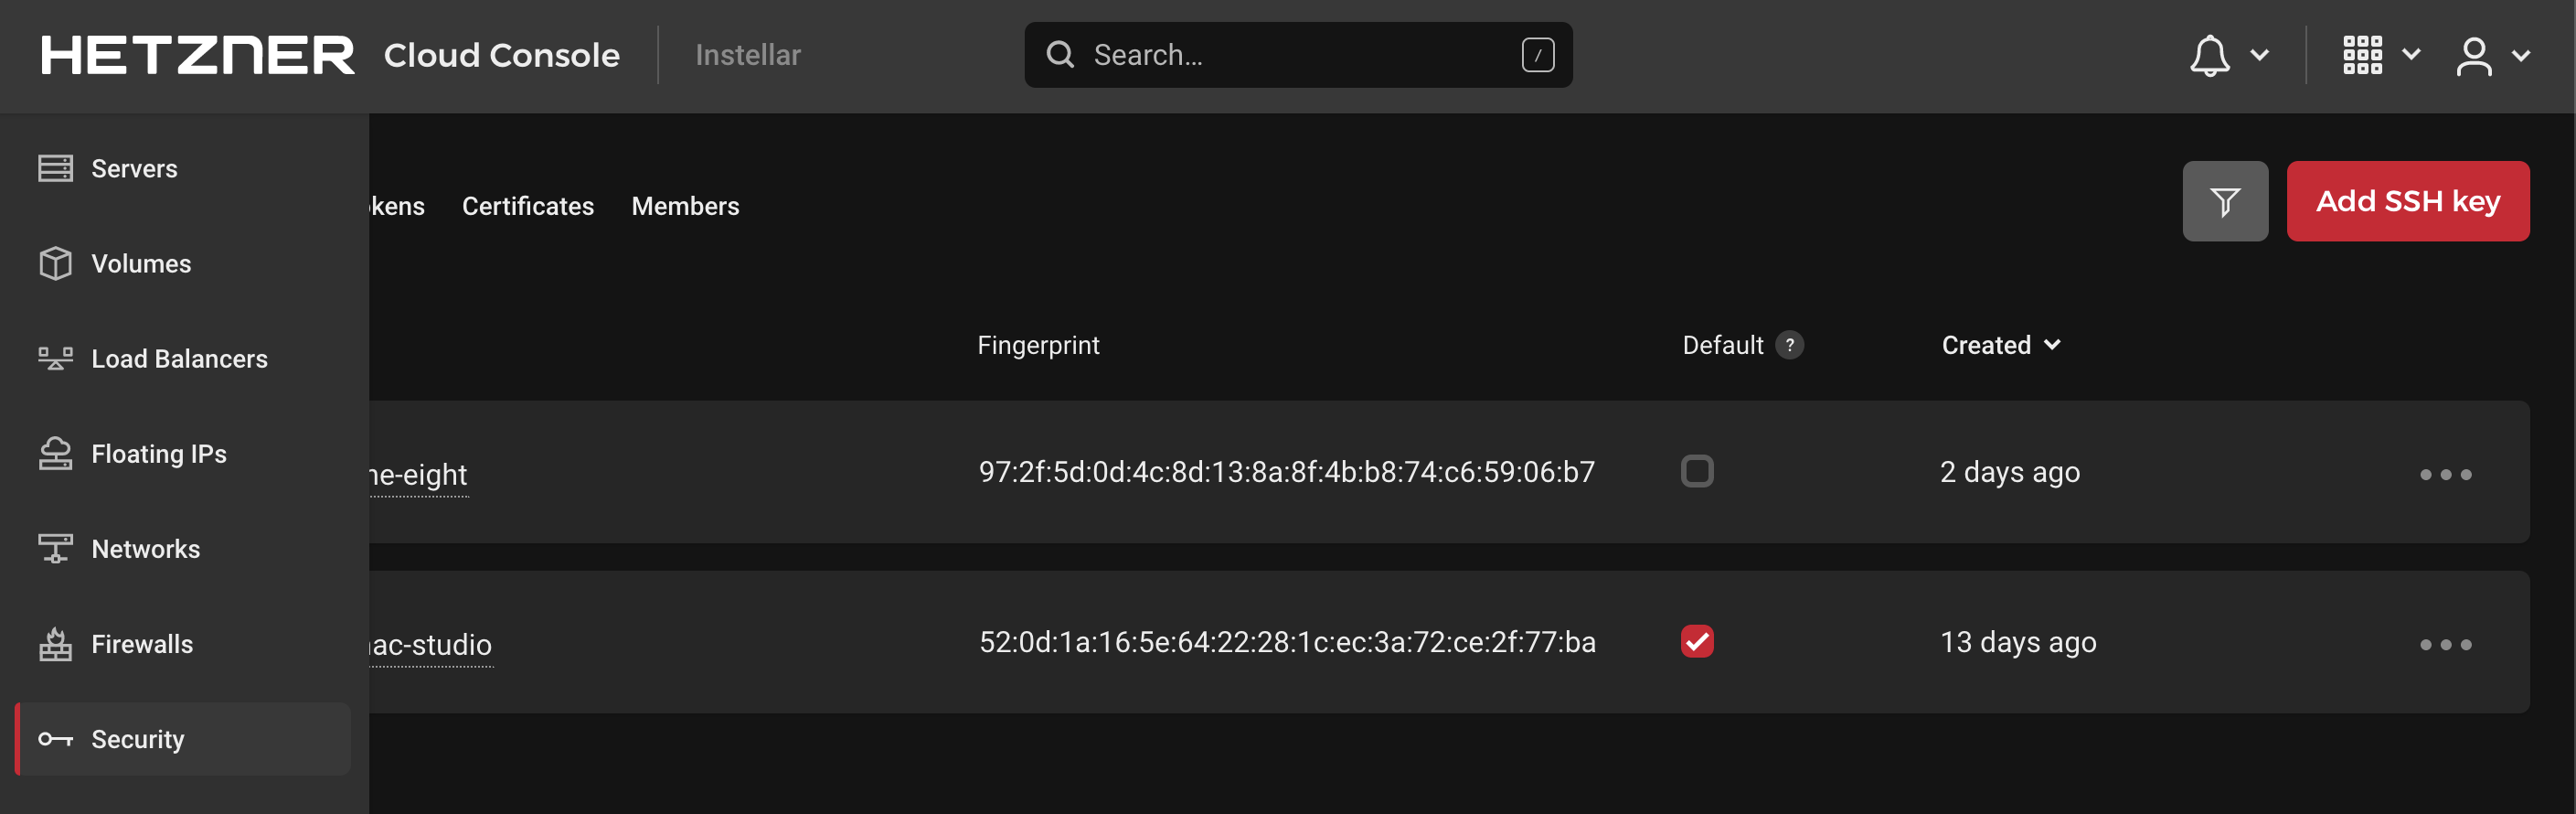 HETZNER Cloud Console Instellar Search... /
Servers
Volumes
Load Balancers
Floating IPs
Networks
Firewalls
Security
kens Certificates Members Add SSH key
Fingerprint Default ? Created
ne-eight 97:2f:5d:0d:4c:8d:13:8a:8f:4b:b8:74:c6:59:06:b7 2 days ago
ac-studio 52:0d:1a:16:5e:64:22:28:1c:ec:3a:72:ce:2f:77:ba 13 days ago